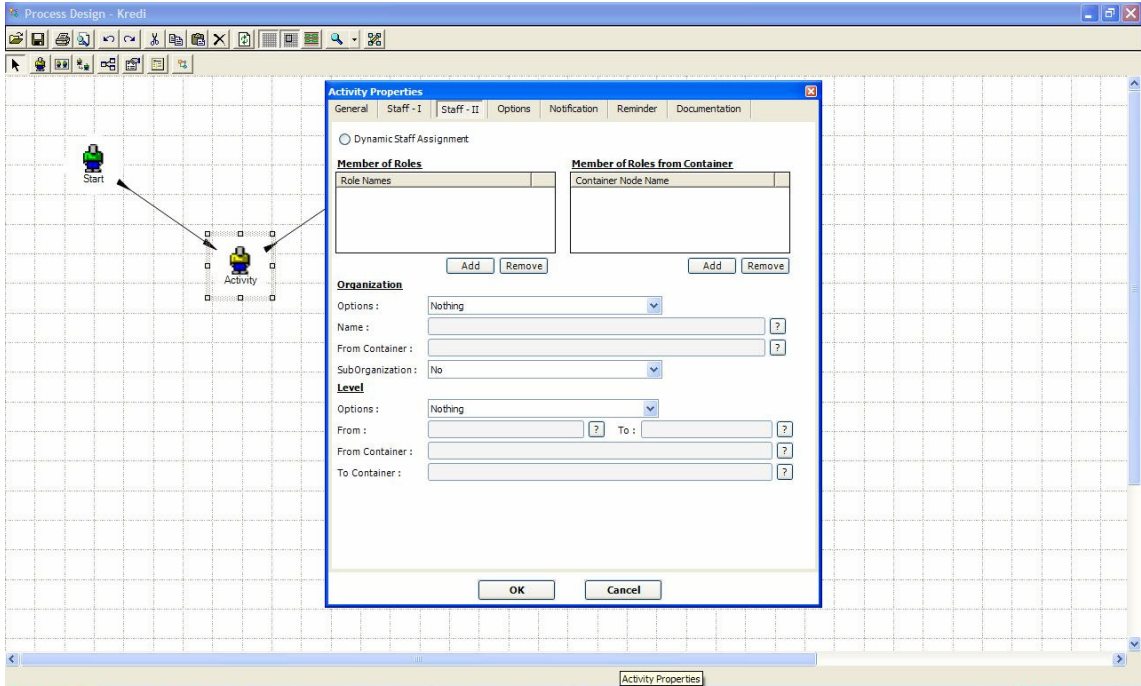 Process Design - Kredi
Activity Properties
General Staff - I Staff - II Options Notification Reminder Documentation
Dynamic Staff Assignment
Member of Roles Member of Roles from Container
Role Names Container Node Name
Start
Add Remove Add Remove
Activity
Organization
Options : Nothing
Name : ?
From Container : ?
SubOrganization : No
Level
Options : Nothing
From : ? To : ?
From Container : ?
To Container : ?
OK Cancel
Activity Properties